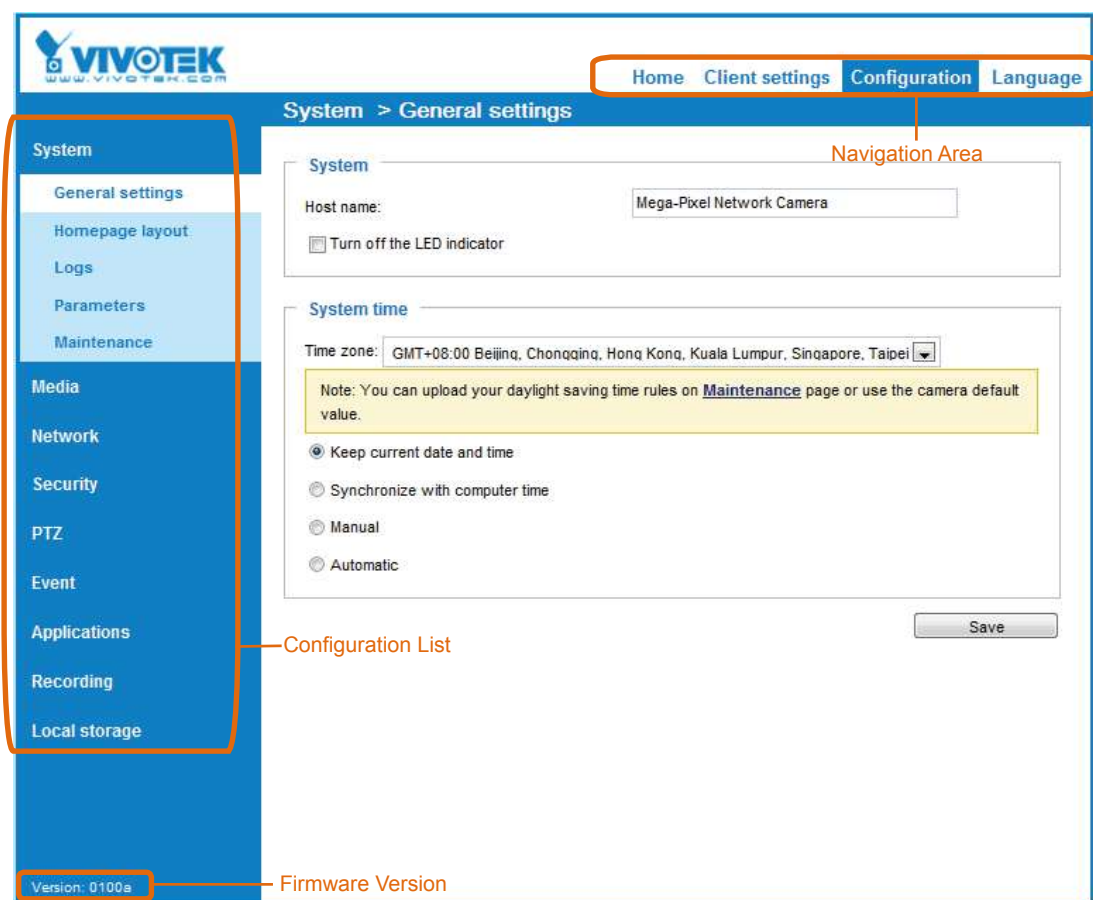 VIVOTEK
www.vivotek.com
Home Client settings Configuration Language
System > General settings
Navigation Area
System
General settings
Homepage layout
Logs
Parameters
Maintenance
Media
Network
Security
PTZ
Event
Applications
Recording
Local storage
Version: 0100a
System
Host name: Mega-Pixel Network Camera
Turn off the LED indicator
System time
Time zone: GMT+08:00 Beijing, Chongqing, Hong Kong, Kuala Lumpur, Singapore, Taipei
Note: You can upload your daylight saving time rules on Maintenance page or use the camera default
value.
Keep current date and time
Synchronize with computer time
Manual
Automatic
Save
Configuration List
Firmware Version